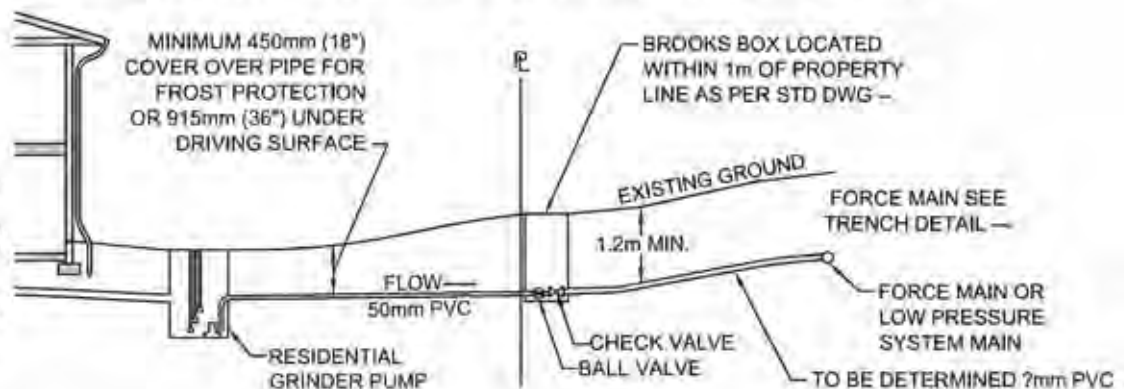 MINIMUM 450mm (18")
COVER OVER PIPE FOR
FROST PROTECTION
OR 915mm (36") UNDER
DRIVING SURFACE
PL
BROOKS BOX LOCATED
WITHIN 1m OF PROPERTY
LINE AS PER STD DWG –
EXISTING GROUND
FORCE MAIN SEE
TRENCH DETAIL —
1.2m MIN.
FLOW
50mm PVC
FORCE MAIN OR
LOW PRESSURE
SYSTEM MAIN
CHECK VALVE
BALL VALVE
RESIDENTIAL
GRINDER PUMP
TO BE DETERMINED ?mm PVC